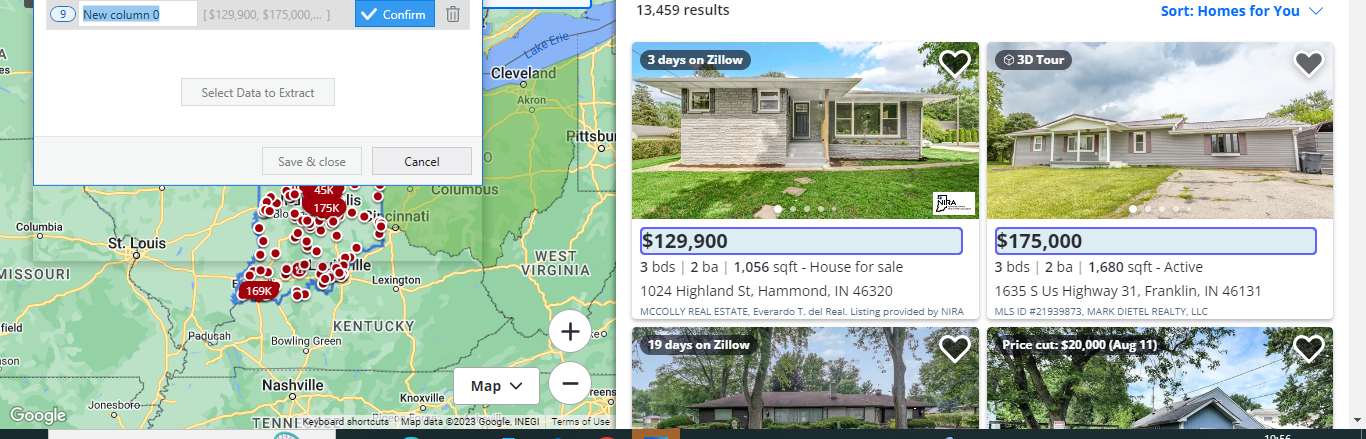 9 New column 0 [ $129,900, $175,000,... ] Confirm
Select Data to Extract
Save & close Cancel
Lake Erie
Cleveland
Akron
Pittsbu
Columbus
45K
175K
Cincinnati
Columbia
St. Louis
WEST
VIRGINIA
MISSOURI
Lexington
169K
KENTUCKY
field
Paducah
Bowling Green
son
Nashville
Knoxville
Map
Greens
Jonesboro
Google
TENNE
Keyboard shortcuts Map data ©2023 Google, INEGI Terms of Use
13,459 results
Sort: Homes for You
3 days on Zillow
NIRA
$129,900
3 bds | 2 ba | 1,056 sqft - House for sale
1024 Highland St, Hammond, IN 46320
MCCOLLY REAL ESTATE, Everardo T. del Real. Listing provided by NIRA
3D Tour
$175,000
3 bds | 2 ba | 1,680 sqft - Active
1635 S Us Highway 31, Franklin, IN 46131
MLS ID #21939873, MARK DIETEL REALTY, LLC
19 days on Zillow
Price cut: $20,000 (Aug 11)